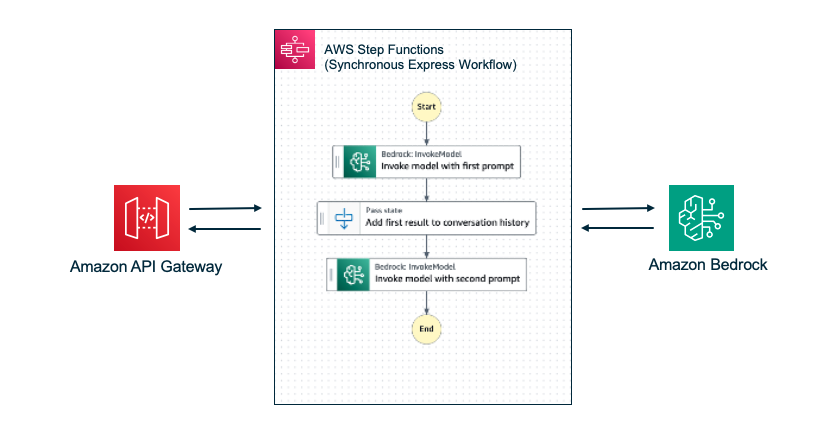 AWS Step Functions
(Synchronous Express Workflow)
Start
Bedrock: InvokeModel
Invoke model with first prompt
Pass state
Add first result to conversation history
Bedrock: InvokeModel
Invoke model with second prompt
End
Amazon API Gateway
Amazon Bedrock